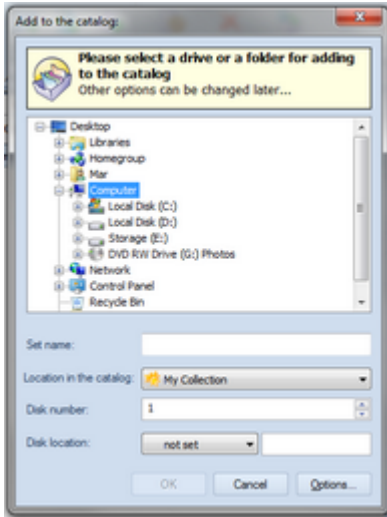 Add to the catalog:
Please select a drive or a folder for adding
to the catalog
Other options can be changed later...
Desktop
Libraries
Homegroup
Mar
Computer
Local Disk (C:)
Local Disk (D:)
Storage (E:)
DVD RW Drive (G:) Photos
Network
Control Panel
Recycle Bin
Set name:
Location in the catalog: My Collection
Disk number: 1
Disk location: not set
OK Cancel Options...